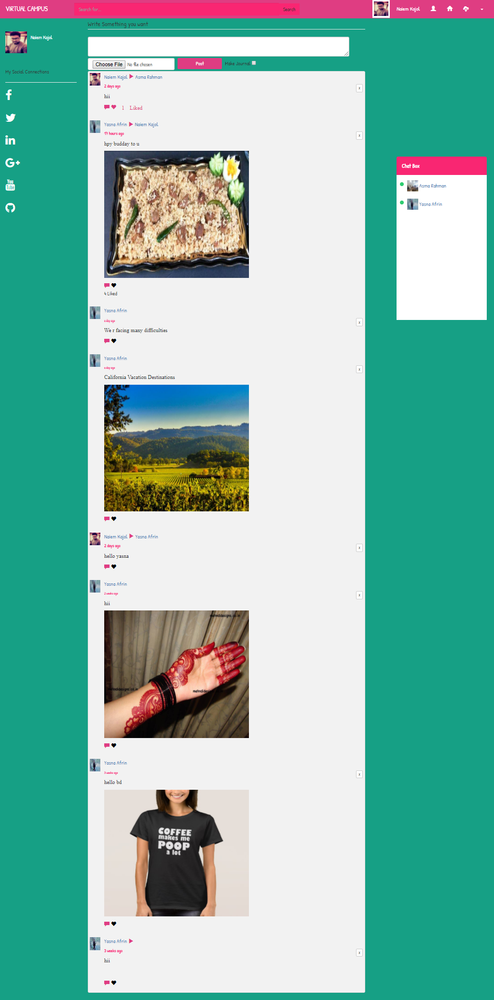 VIRTUAL CAMPUS
Search for...
Search
Naiem Kajol
Naiem Kajol
My Social Connections
You
Tube
Write Something you want
Choose File No file chosen
Post
Make Journal
Naiem Kajol Asma Rahman
2 days ago
x
hii
1 Liked
Yasna Afrin Naiem Kajol
17 hours ago
x
hpy budday to u
4 Liked
Yasna Afrin
a day ago
x
We r facing many difficulties
Yasna Afrin
a day ago
x
California Vacation Destinations
Naiem Kajol Yasna Afrin
2 days ago
x
hello yasna
Yasna Afrin
2 weeks ago
x
hii
mehndidesigns.co.in
mehndidesigns.co.in
mehndidesigns.co.in
Yasna Afrin
3 weeks ago
x
hello bd
COFFEE
makes me
POOP
a lot
Yasna Afrin
3 weeks ago
x
hii
Chat Box
Asma Rahman
Yasna Afrin